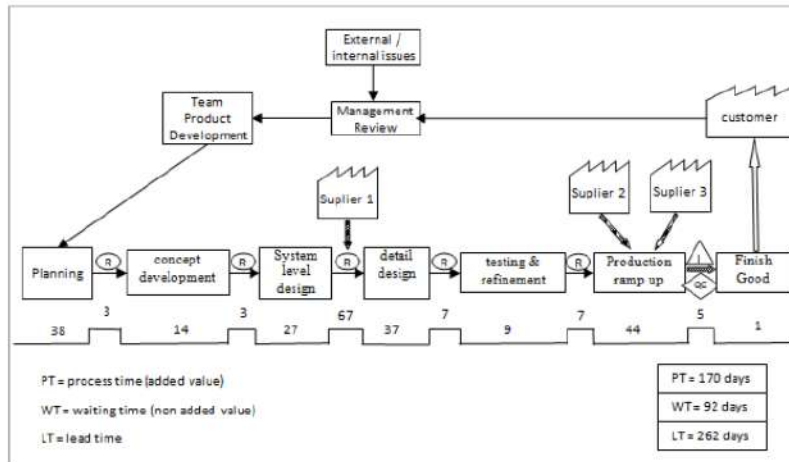 External /
internal issues
Team
Product
Development
Management
Review
customer
Suplier 1
Suplier 2
Suplier 3
Planning
R
concept
development
R
System
level
design
R
detail
design
R
testing &
refinement
R
Production
ramp up
I
QC
Finish
Good
3
3
67
7
7
5
38
14
27
37
9
44
1
PT = process time (added value)
WT = waiting time (non added value)
LT = lead time
PT = 170 days
WT = 92 days
LT = 262 days